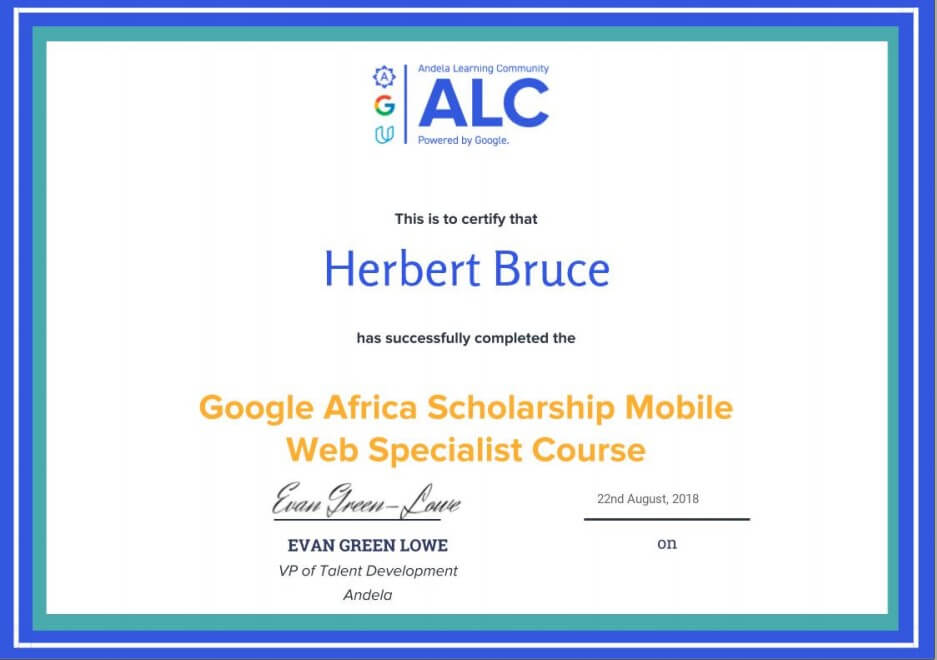 Andela Learning Community
A
G
U
ALC
Powered by Google.
This is to certify that
Herbert Bruce
has successfully completed the
Google Africa Scholarship Mobile
Web Specialist Course
Evan Green-Lowe
22nd August, 2018
EVAN GREEN LOWE
on
VP of Talent Development
Andela